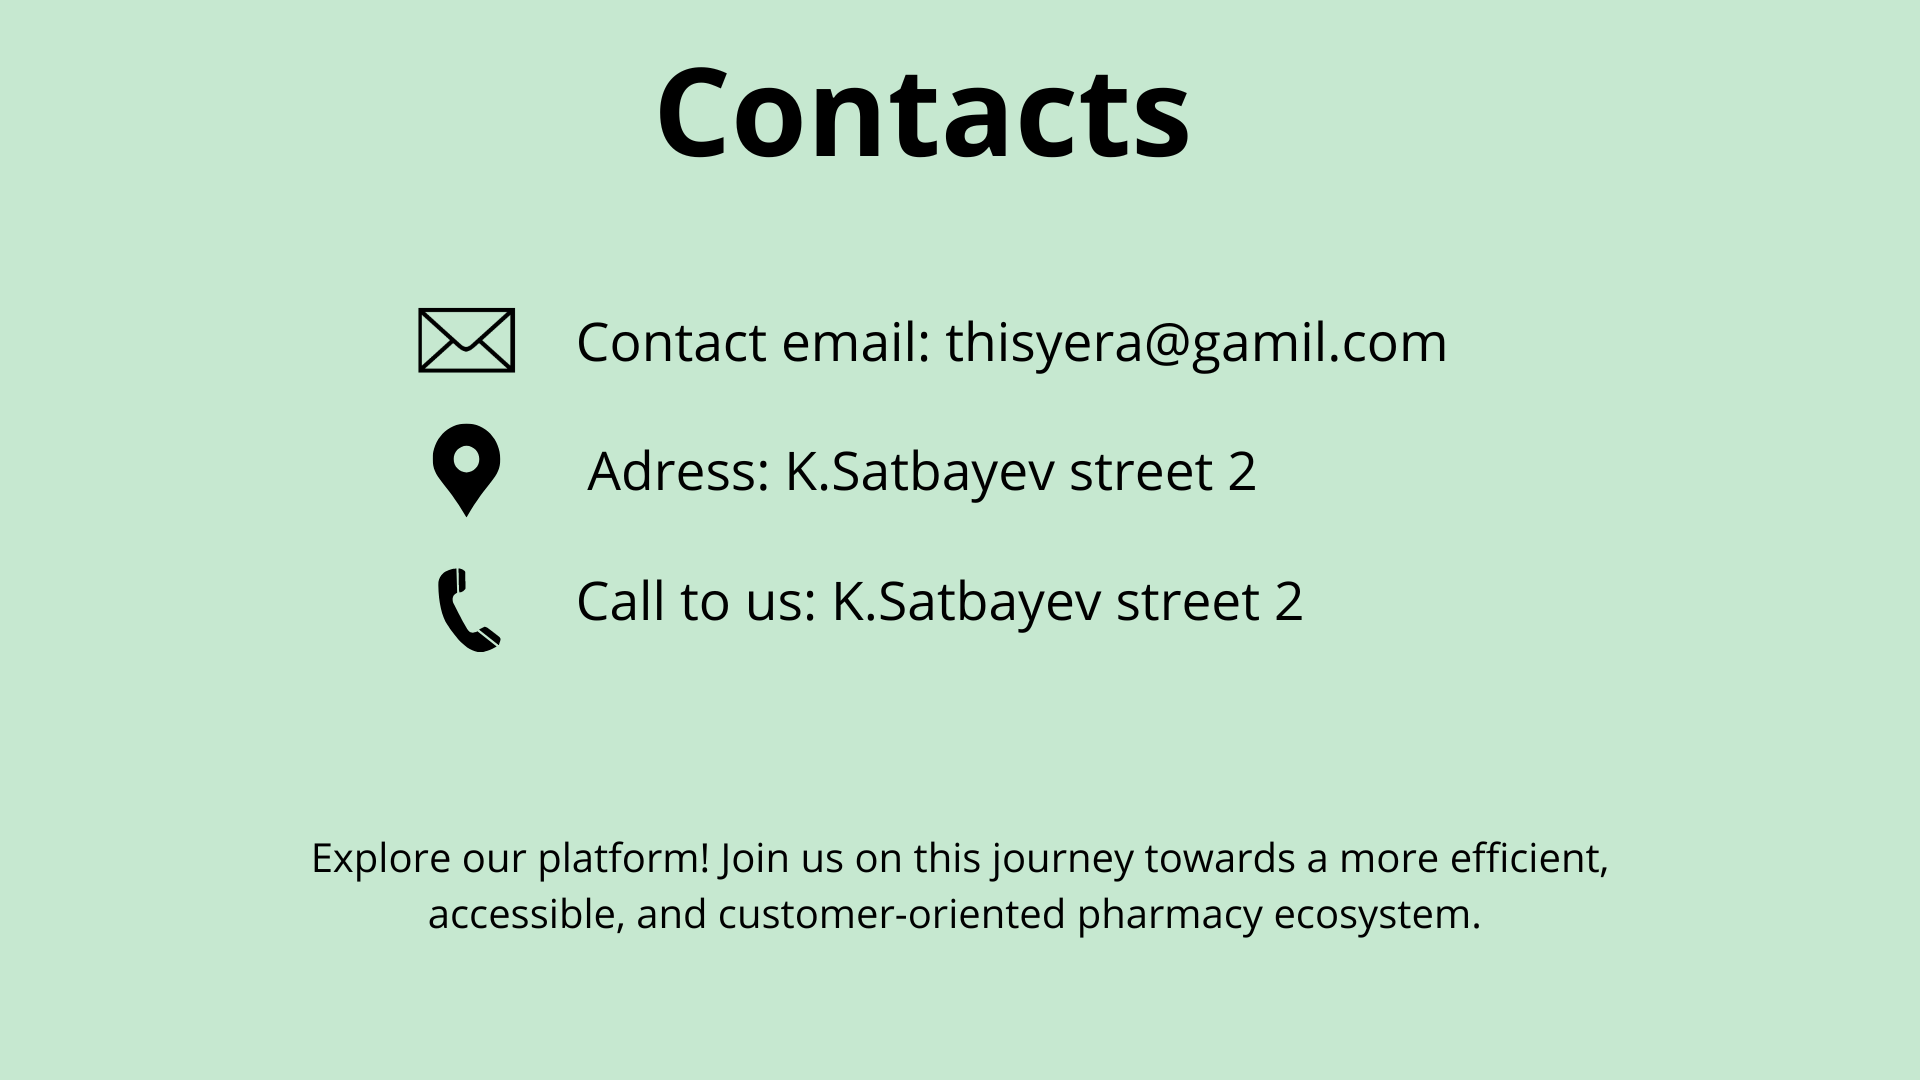 Contacts
Contact email: thisyera@gamil.com
Adress: K.Satbayev street 2
Call to us: K.Satbayev street 2
Explore our platform! Join us on this journey towards a more efficient,
accessible, and customer-oriented pharmacy ecosystem.